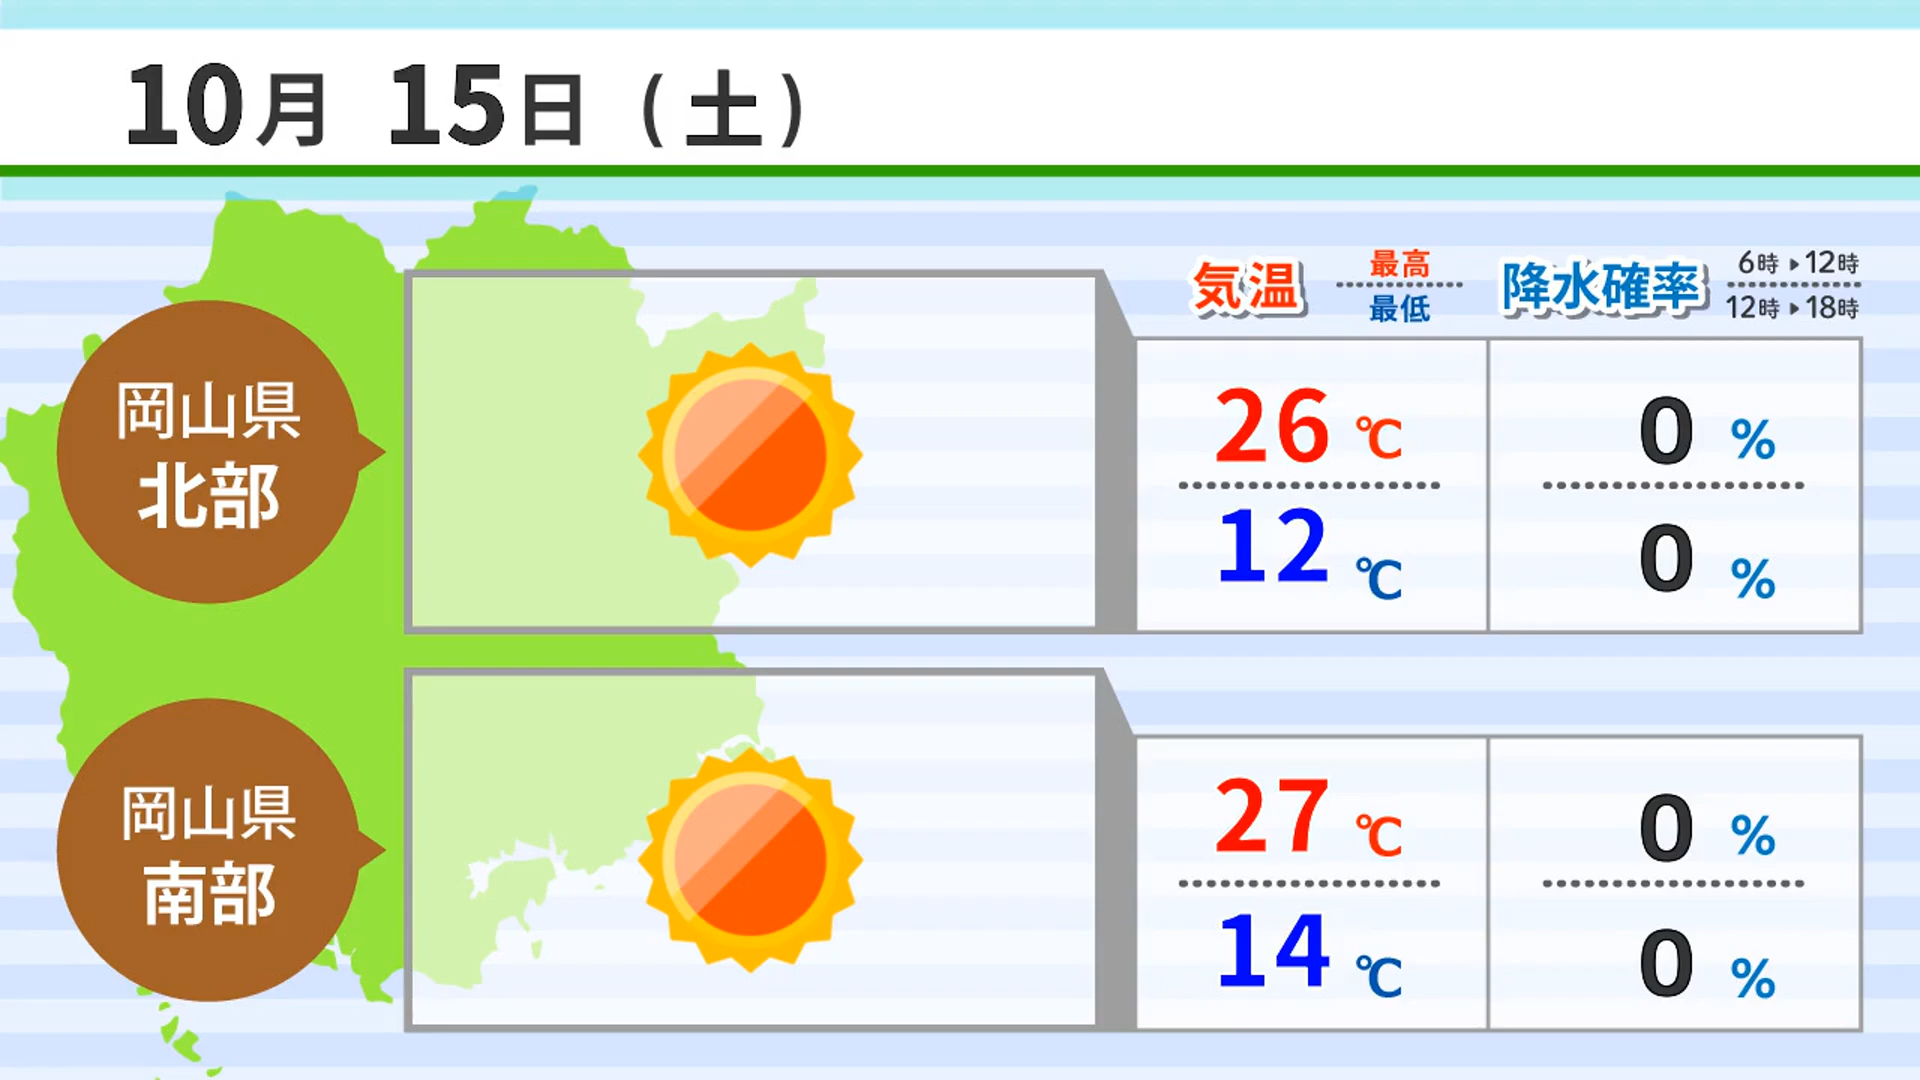 10月 15日 (土)
気温 最高 最低 降水確率 6時▶12時 12時▶18時
岡山県
北部
26℃ 0%
12℃ 0%
岡山県
南部
27℃ 0%
14℃ 0%